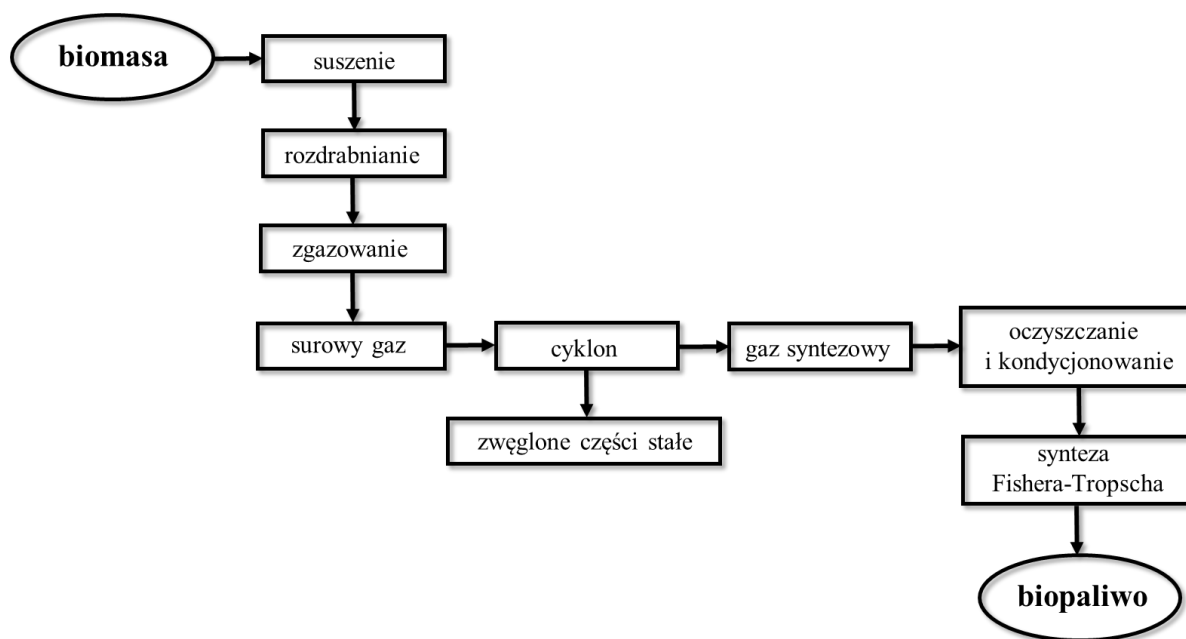 biomasa
suszenie
rozdrabnianie
zgazowanie
surowy gaz
cyklon
gaz syntezowy
oczyszczanie
i kondycjonowanie
zwęglone części stałe
synteza
Fishera-Tropscha
biopaliwo